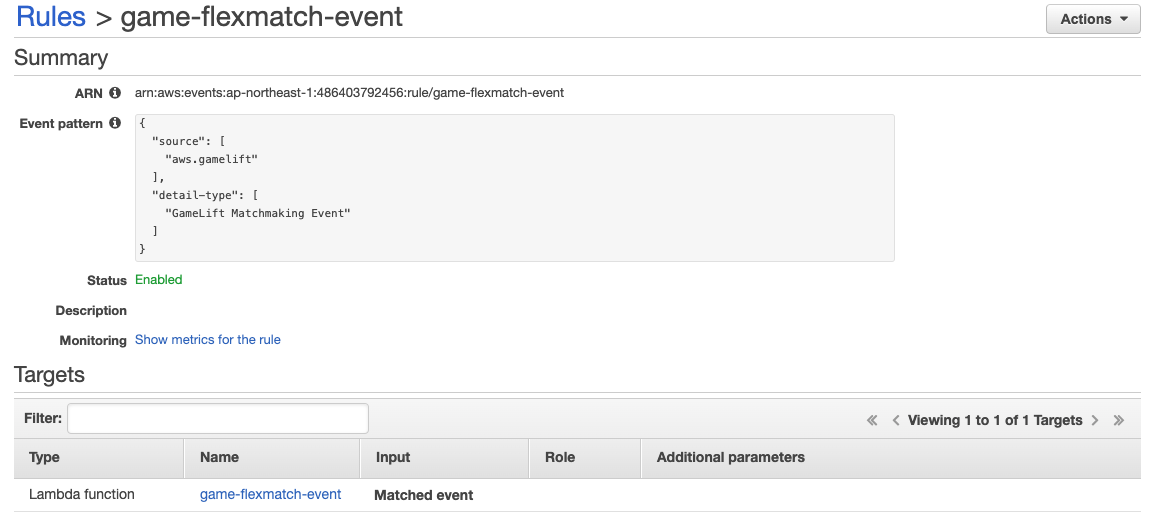 Rules > game-flexmatch-event
Actions
Summary
ARN arn:aws:events:ap-northeast-1:486403792456:rule/game-flexmatch-event
Event pattern {
"source": [
"aws.gamelift"
],
"detail-type": [
"GameLift Matchmaking Event"
]
}
Status Enabled
Description
Monitoring Show metrics for the rule
Targets
Filter: « < Viewing 1 to 1 of 1 Targets > »
Type Name Input Role Additional parameters
Lambda function game-flexmatch-event Matched event